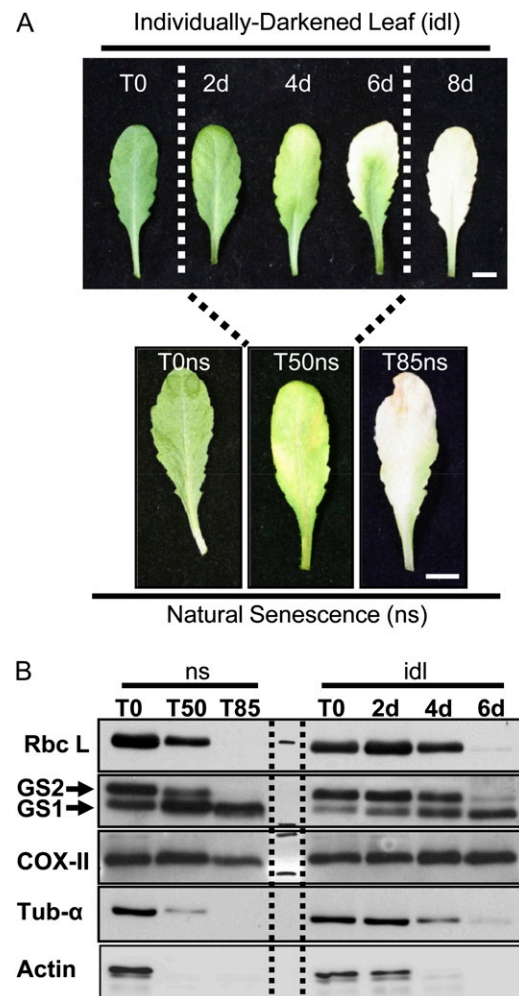 A
Individually-Darkened Leaf (idl)
T0 2d 4d 6d 8d
T0ns T50ns T85ns
Natural Senescence (ns)
B
ns idl
T0 T50 T85 T0 2d 4d 6d
Rbc L
GS2
GS1
COX-II
Tub-α
Actin